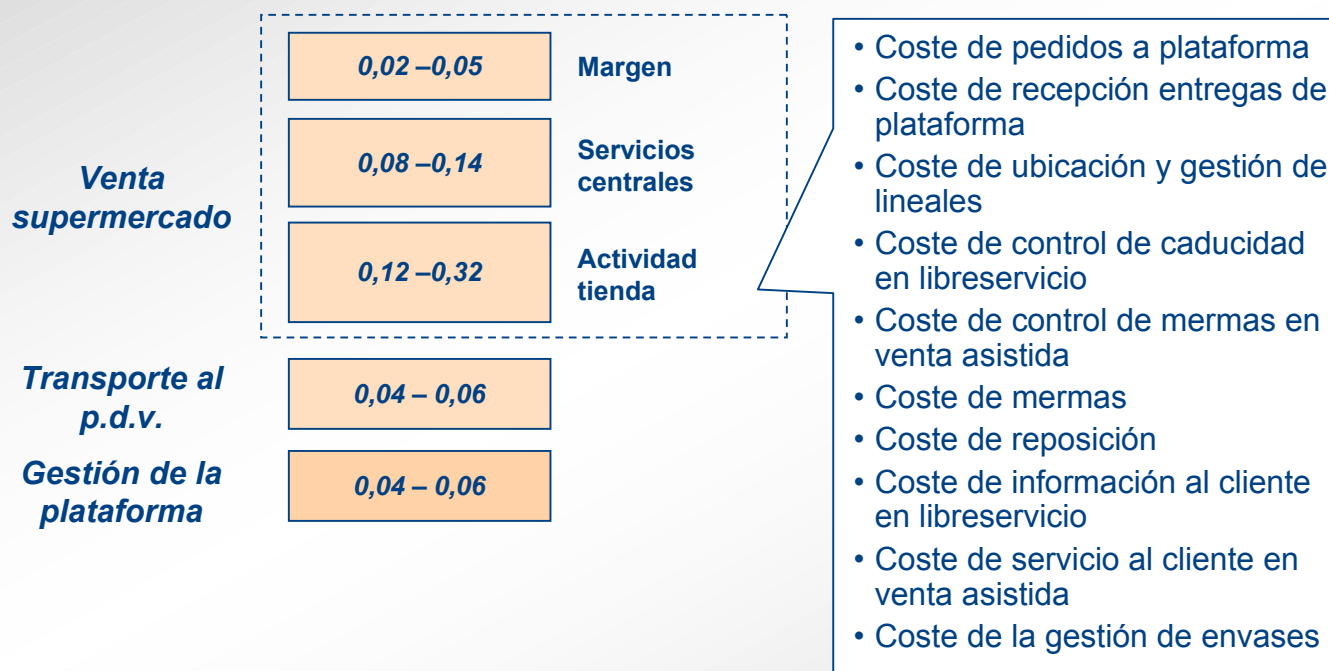 Venta
supermercado
0,02 –0,05
Margen
0,08 –0,14
Servicios
centrales
0,12 –0,32
Actividad
tienda
Transporte al
p.d.v.
0,04 – 0,06
Gestión de la
plataforma
0,04 – 0,06
• Coste de pedidos a plataforma
• Coste de recepción entregas de
plataforma
• Coste de ubicación y gestión de
lineales
• Coste de control de caducidad
en libreservicio
• Coste de control de mermas en
venta asistida
• Coste de mermas
• Coste de reposición
• Coste de información al cliente
en libreservicio
• Coste de servicio al cliente en
venta asistida
• Coste de la gestión de envases